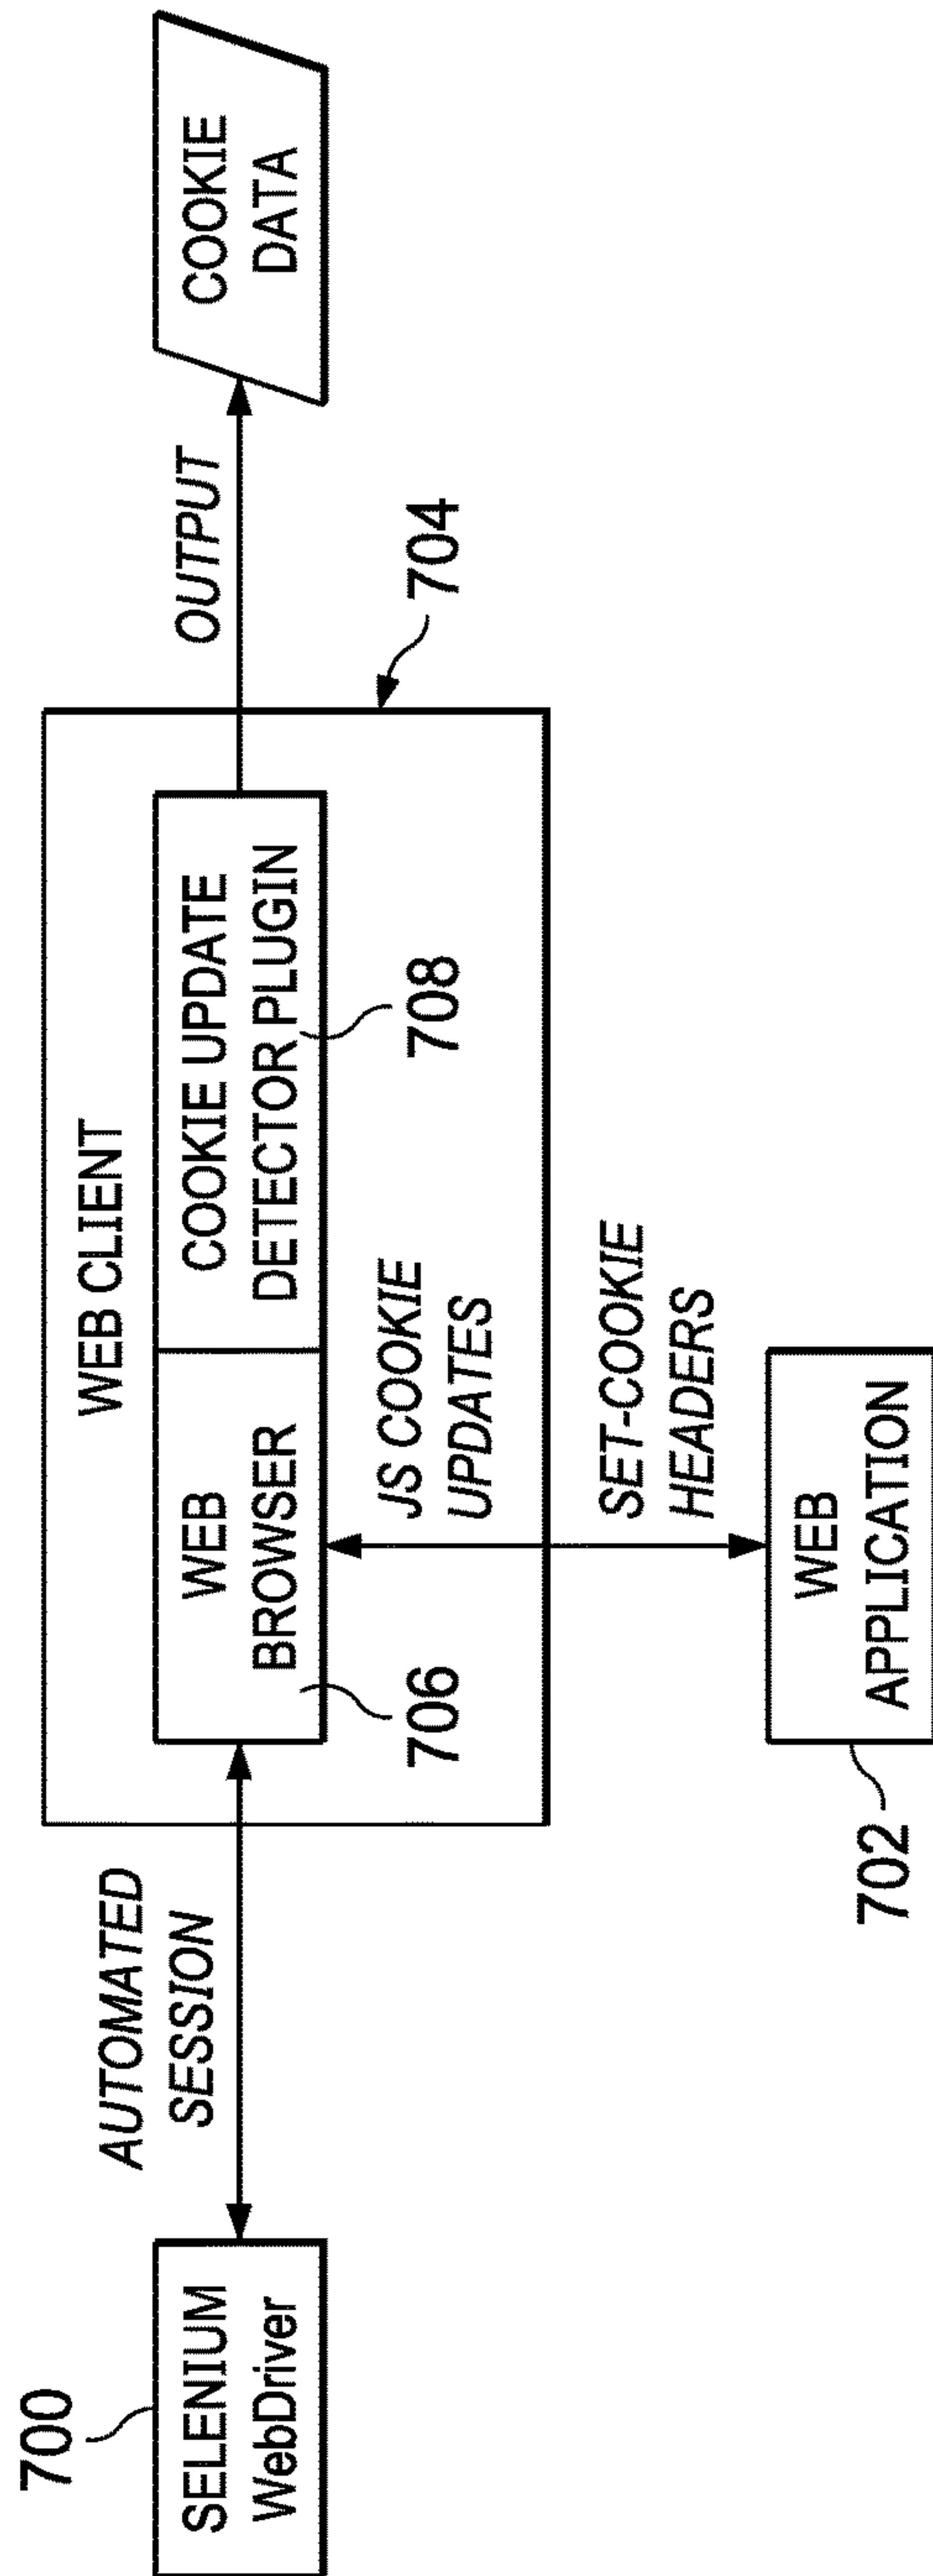 700
SELENIUM
WebDriver
AUTOMATED
SESSION
WEB CLIENT
WEB
BROWSER
706
COOKIE UPDATE
DETECTOR PLUGIN
708
JS COOKIE
UPDATES
SET-COOKIE
HEADERS
WEB
APPLICATION
702
704
OUTPUT
COOKIE
DATA